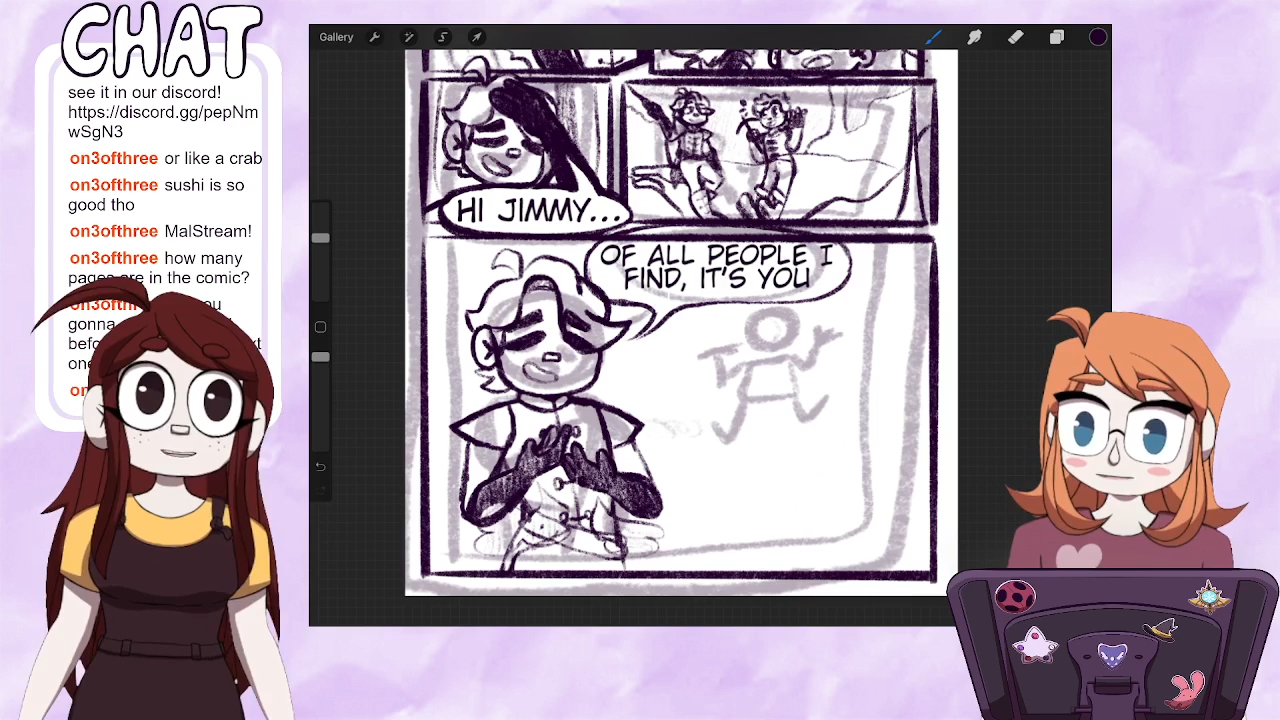 CHAT
see it in our discord!
https://discord.gg/pepNm
wSgN3
on3ofthree or like a crab
on3ofthree sushi is so
good tho
on3ofthree MalStream!
on3ofthree how many
pages are in the comic?
gonna
Gallery
HI JIMMY...
OF ALL PEOPLE I
FIND, IT'S YOU